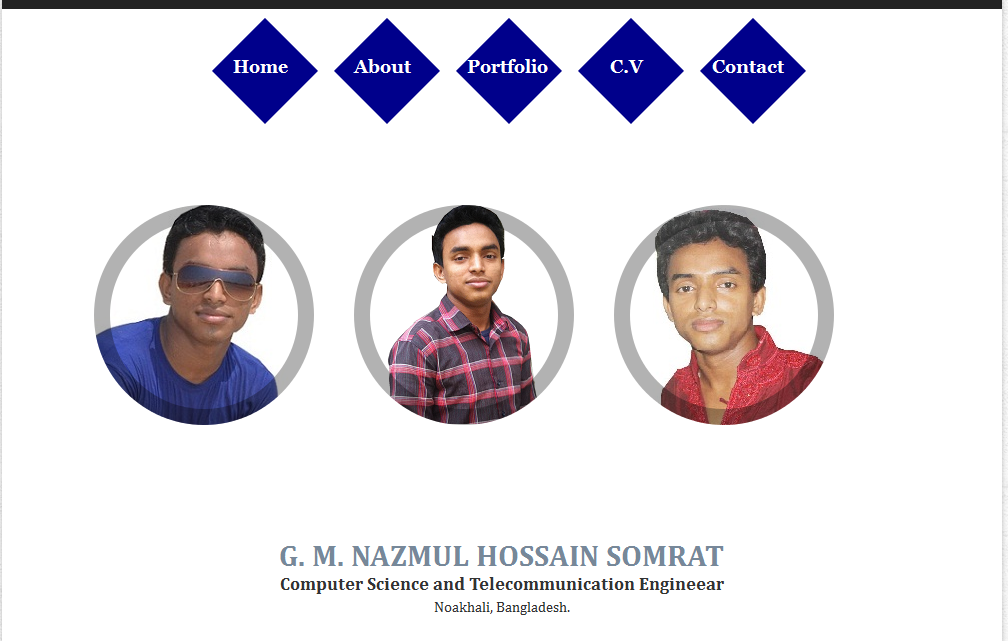 Home About Portfolio C.V Contact
G. M. NAZMUL HOSSAIN SOMRAT
Computer Science and Telecommunication Engineear
Noakhali, Bangladesh.